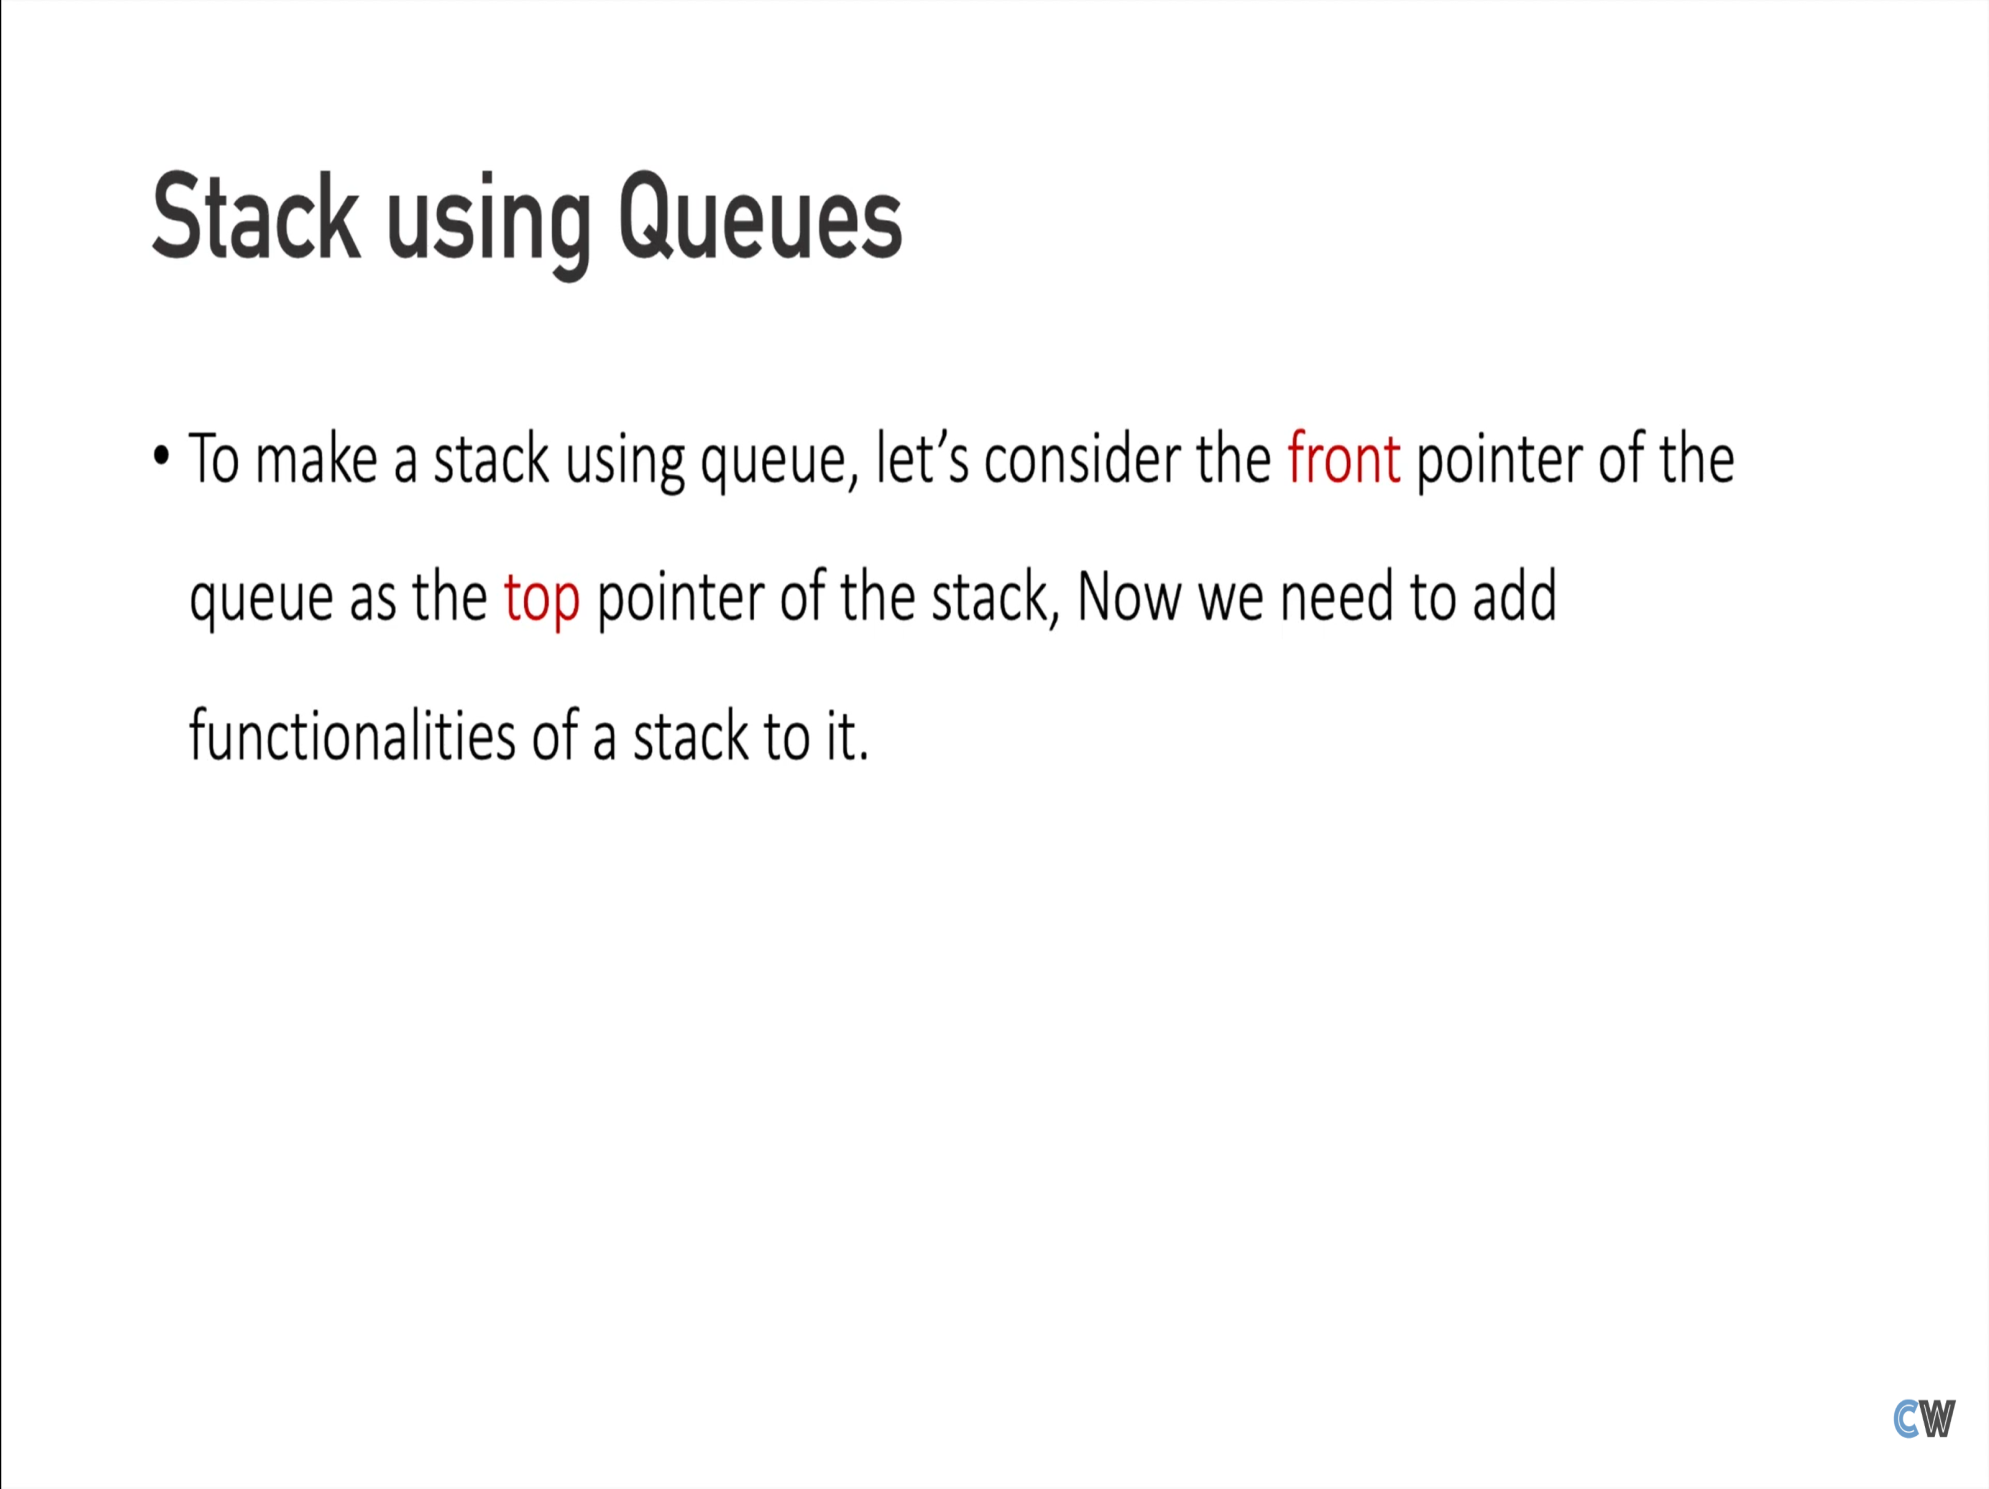 Stack using Queues
• To make a stack using queue, let’s consider the front pointer of the
queue as the top pointer of the stack, Now we need to add
functionalities of a stack to it.
CW